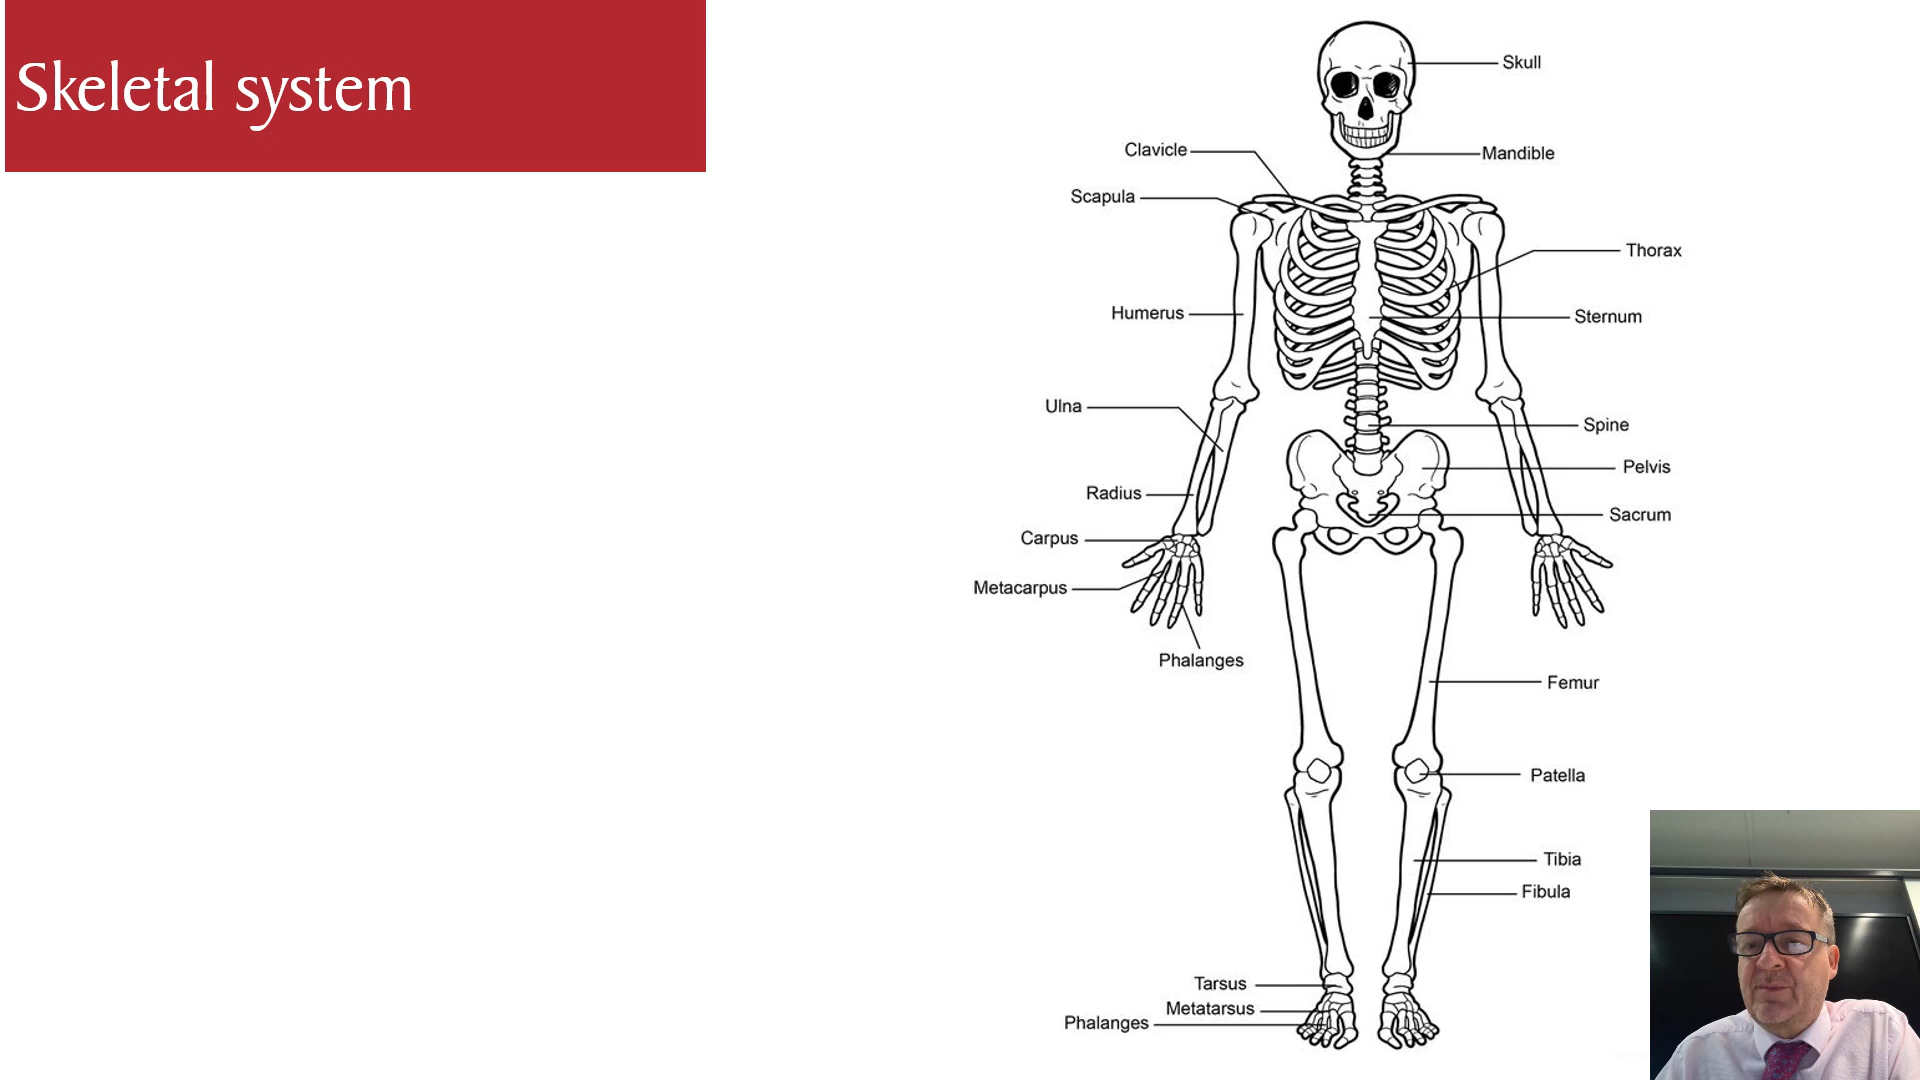 Skeletal system
Skull
Clavicle
Mandible
Scapula
Thorax
Humerus
Sternum
Ulna
Spine
Pelvis
Radius
Sacrum
Carpus
Metacarpus
Phalanges
Femur
Patella
Tibia
Fibula
Tarsus
Metatarsus
Phalanges